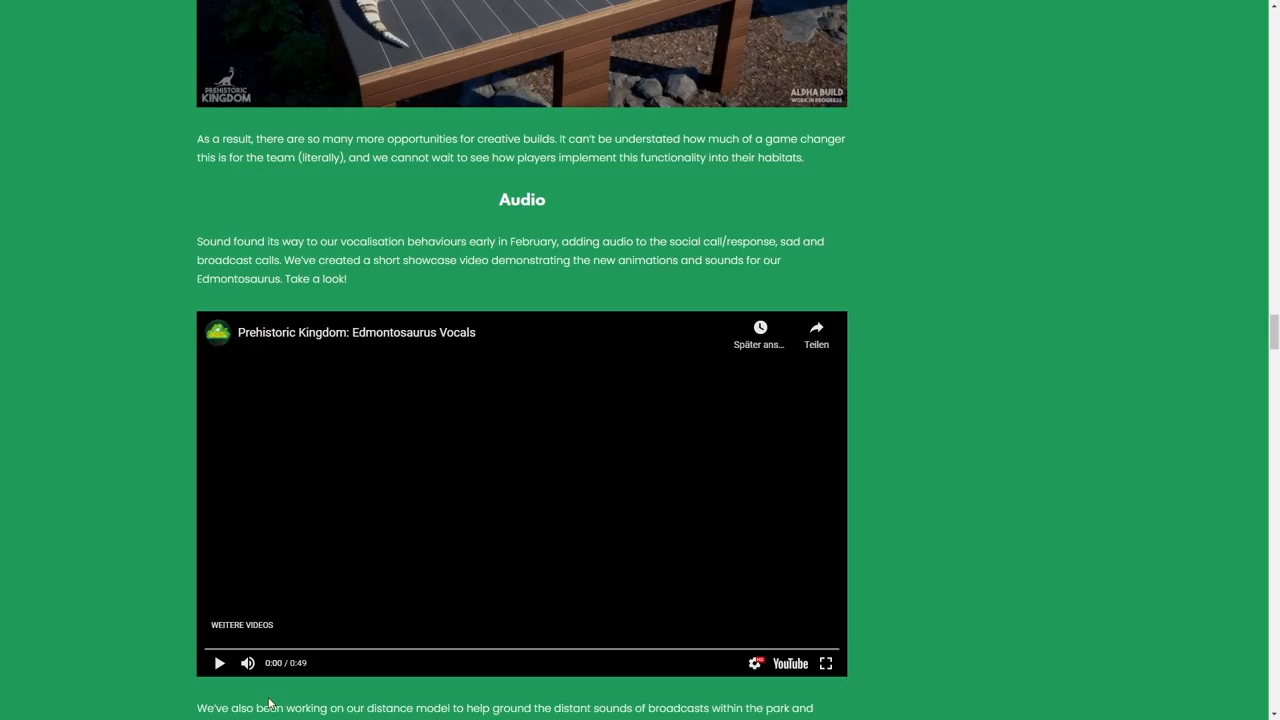 PREHISTORIC
KINGDOM
ALPHA BUILD
WORK IN PROGRESS
As a result, there are so many more opportunities for creative builds. It can't be understated how much of a game changer
this is for the team (literally), and we cannot wait to see how players implement this functionality into their habitats.
Audio
Sound found its way to our vocalisation behaviours early in February, adding audio to the social call/response, sad and
broadcast calls. We've created a short showcase video demonstrating the new animations and sounds for our
Edmontosaurus. Take a look!
Prehistoric Kingdom: Edmontosaurus Vocals
Später ans...
Teilen
WEITERE VIDEOS
0:00 / 0:49
HD
YouTube
We've also been working on our distance model to help ground the distant sounds of broadcasts within the park and